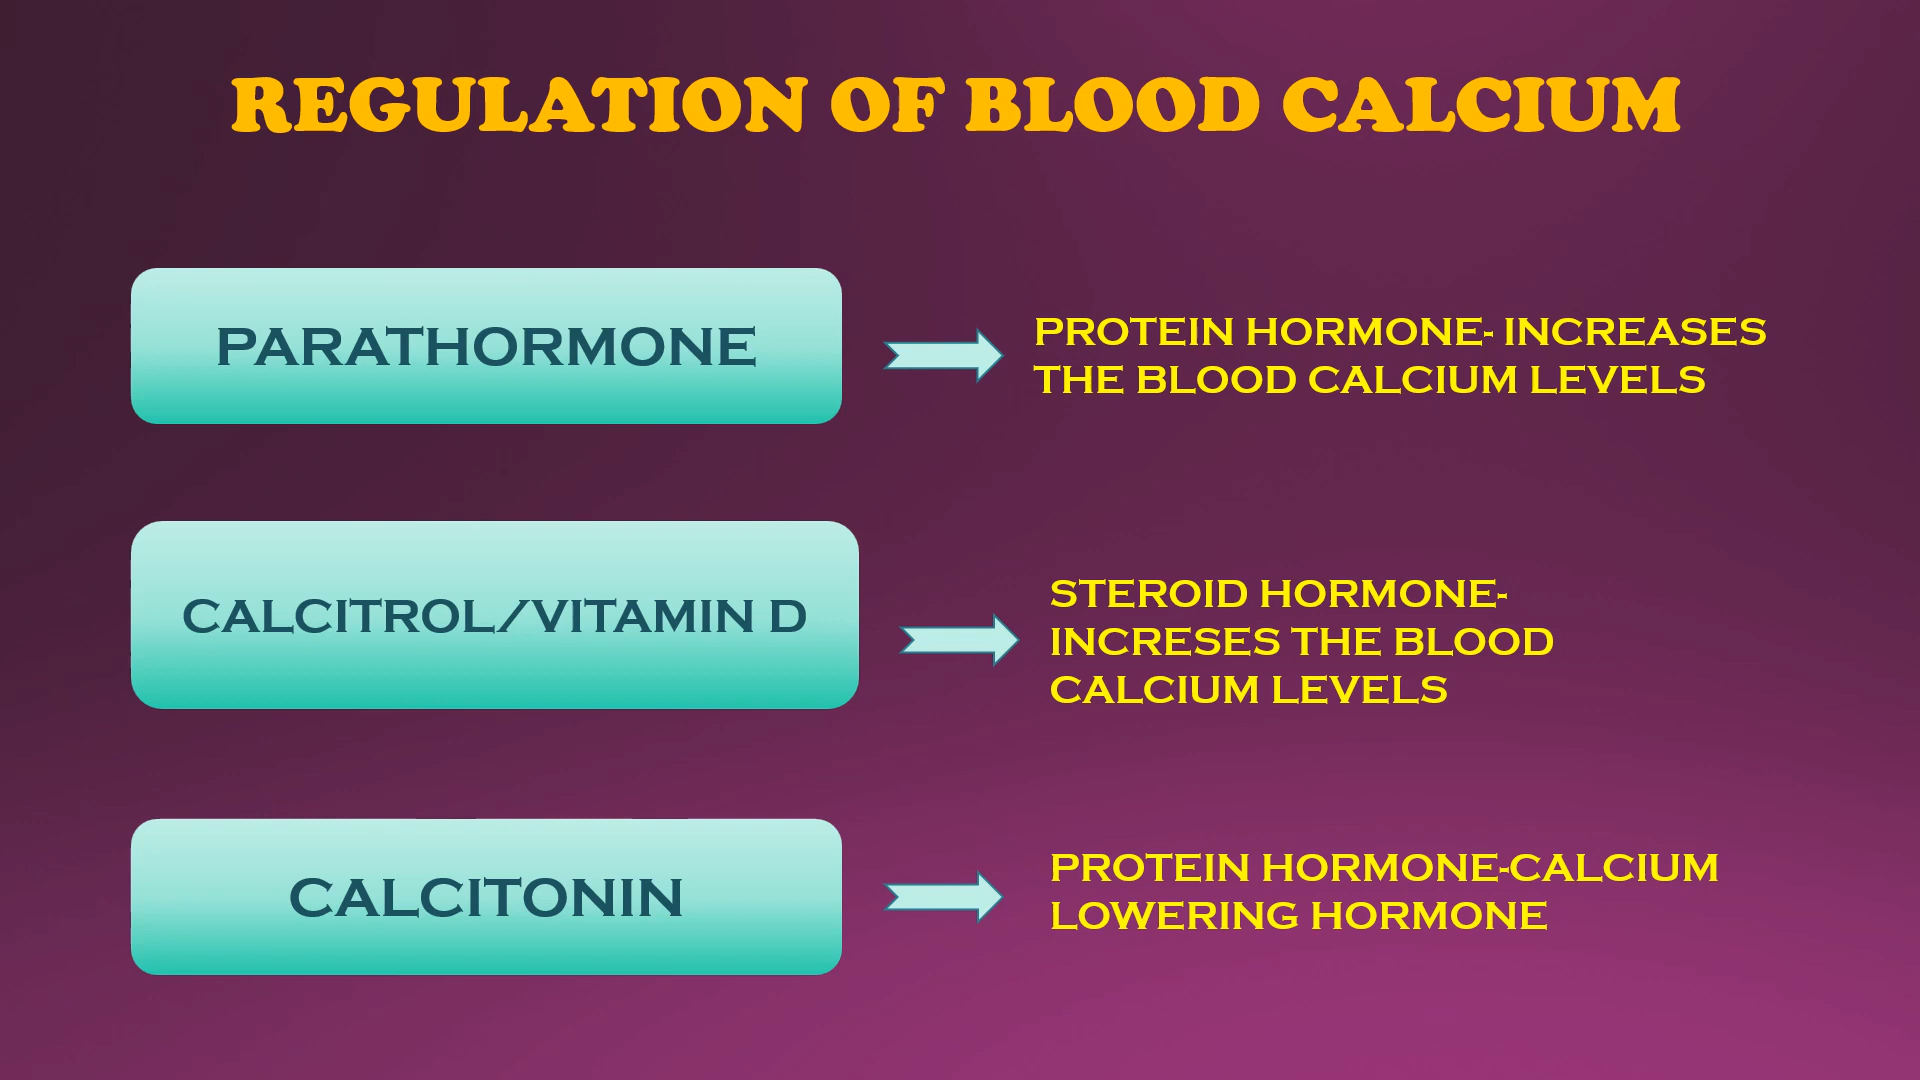 REGULATION OF BLOOD CALCIUM
PARATHORMONE
PROTEIN HORMONE- INCREASES
THE BLOOD CALCIUM LEVELS
CALCITROL/VITAMIN D
STEROID HORMONE-
INCRESES THE BLOOD
CALCIUM LEVELS
CALCITONIN
PROTEIN HORMONE-CALCIUM
LOWERING HORMONE